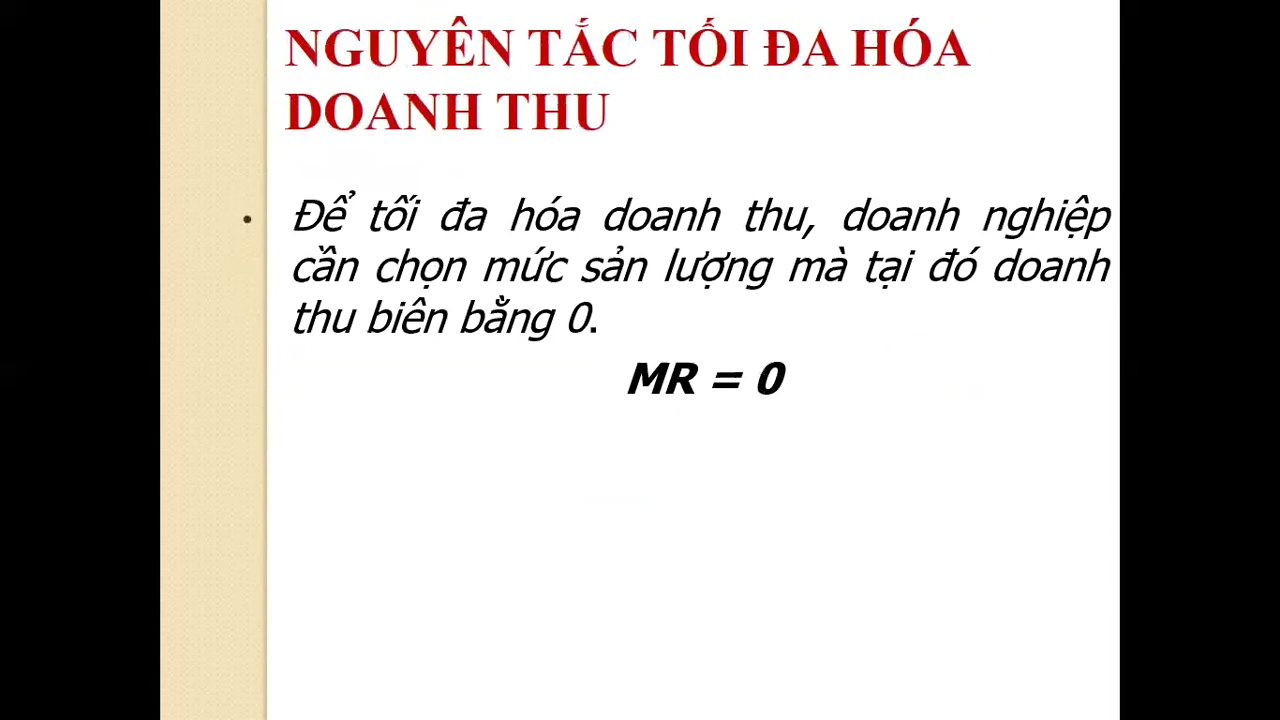 NGUYÊN TẮC TỐI ĐA HÓA
DOANH THU
• Để tối đa hóa doanh thu, doanh nghiệp
cần chọn mức sản lượng mà tại đó doanh
thu biên bằng 0.
MR = 0